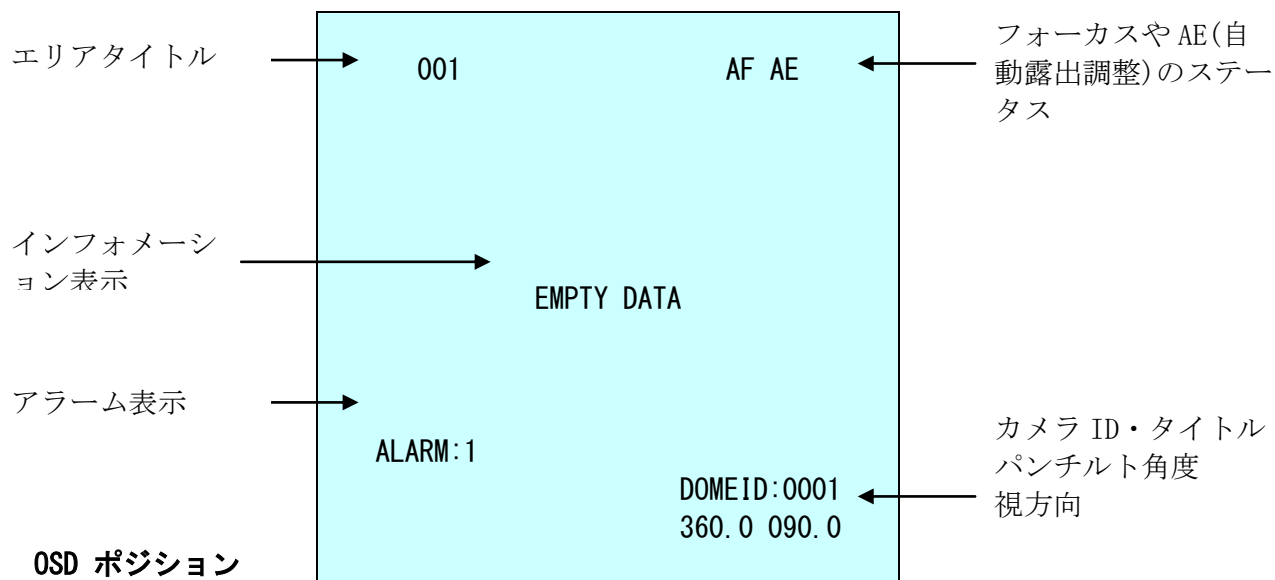 エリアタイトル
001
AF AE
フォーカスや AE(自
動露出調整)のステー
タス
インフォメーシ
ョン表示
EMPTY DATA
アラーム表示
ALARM:1
カメラ ID・タイトル
パンチルト角度
視方向
DOMEID:0001
360.0 090.0
OSD ポジション